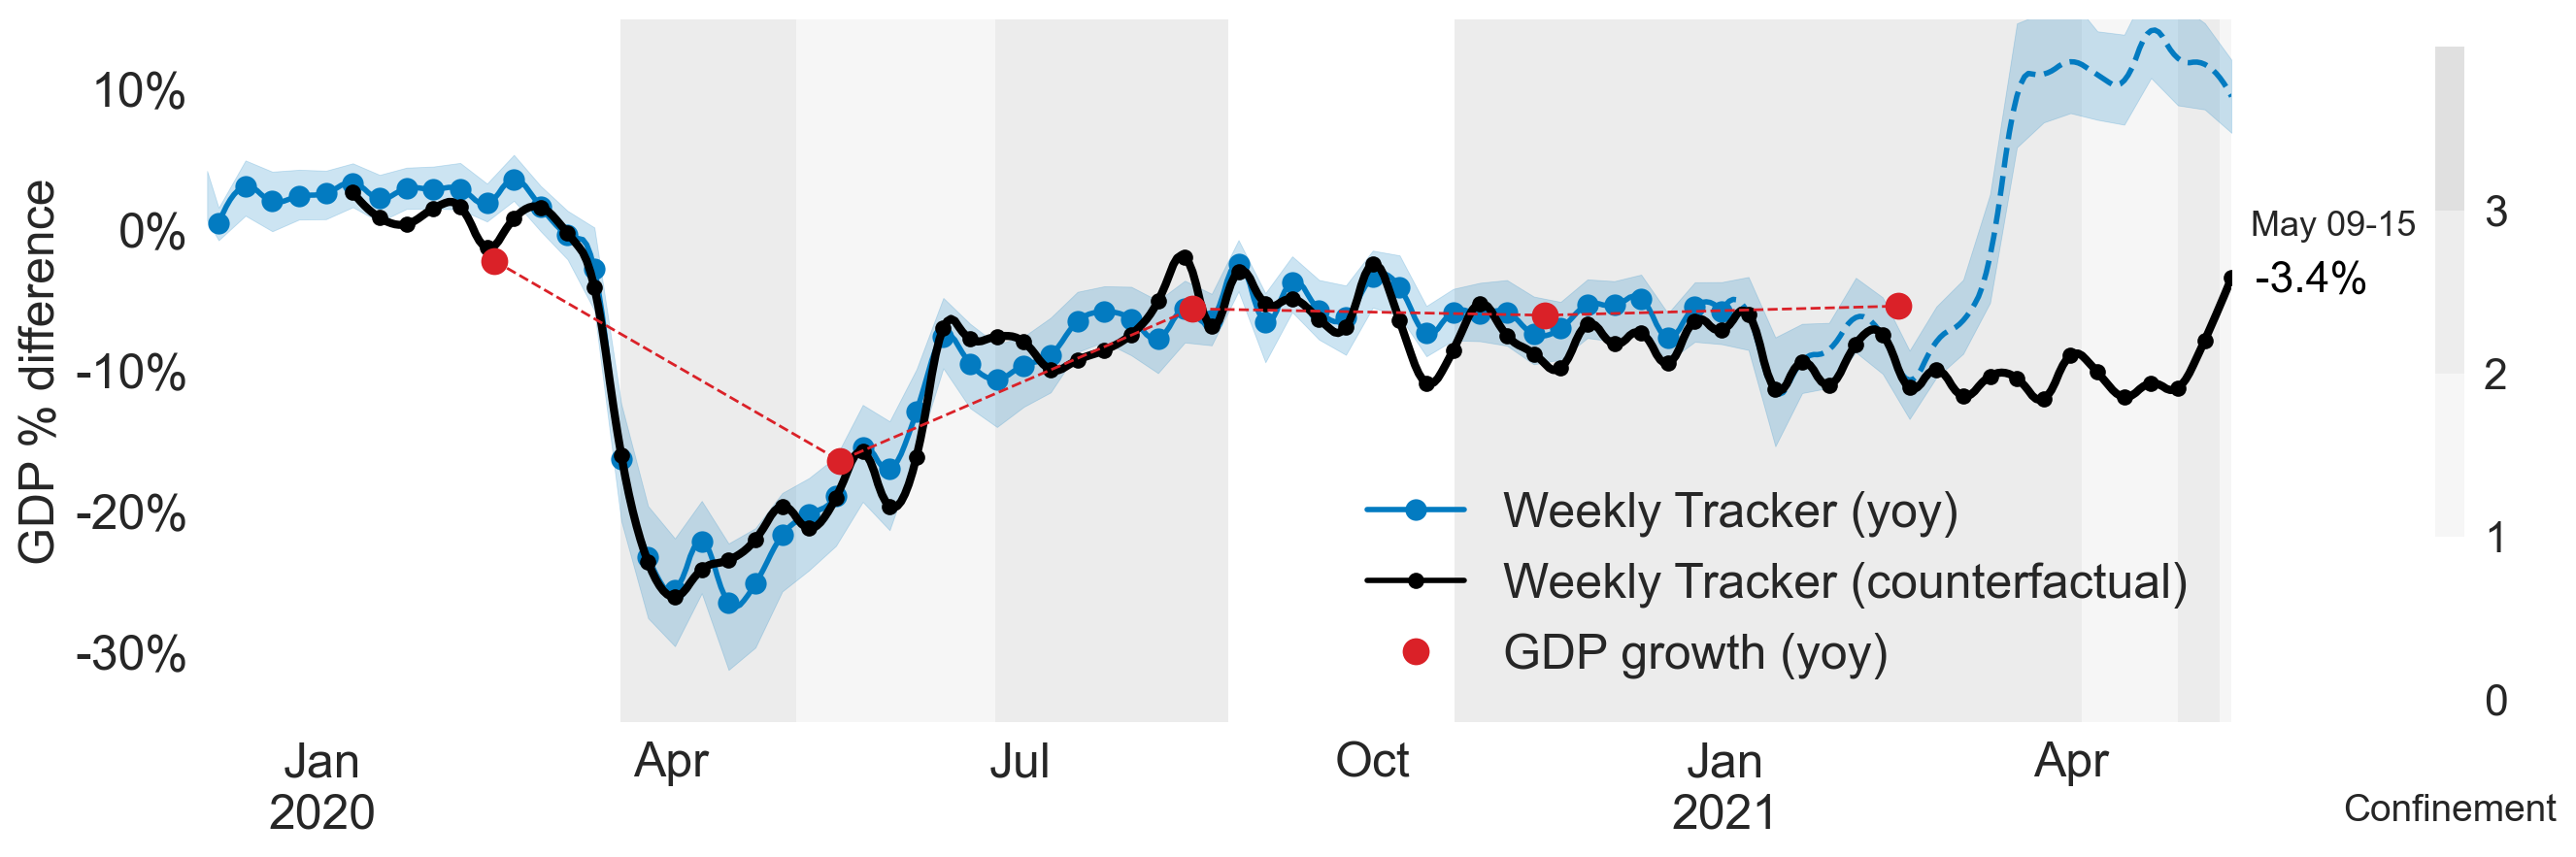 GDP % difference
10%
0%
-10%
-20%
-30%
Jan
2020
Apr
Jul
Oct
Jan
2021
Apr
Weekly Tracker (yoy)
Weekly Tracker (counterfactual)
GDP growth (yoy)
May 09-15
-3.4%
3
2
1
0
Confinement